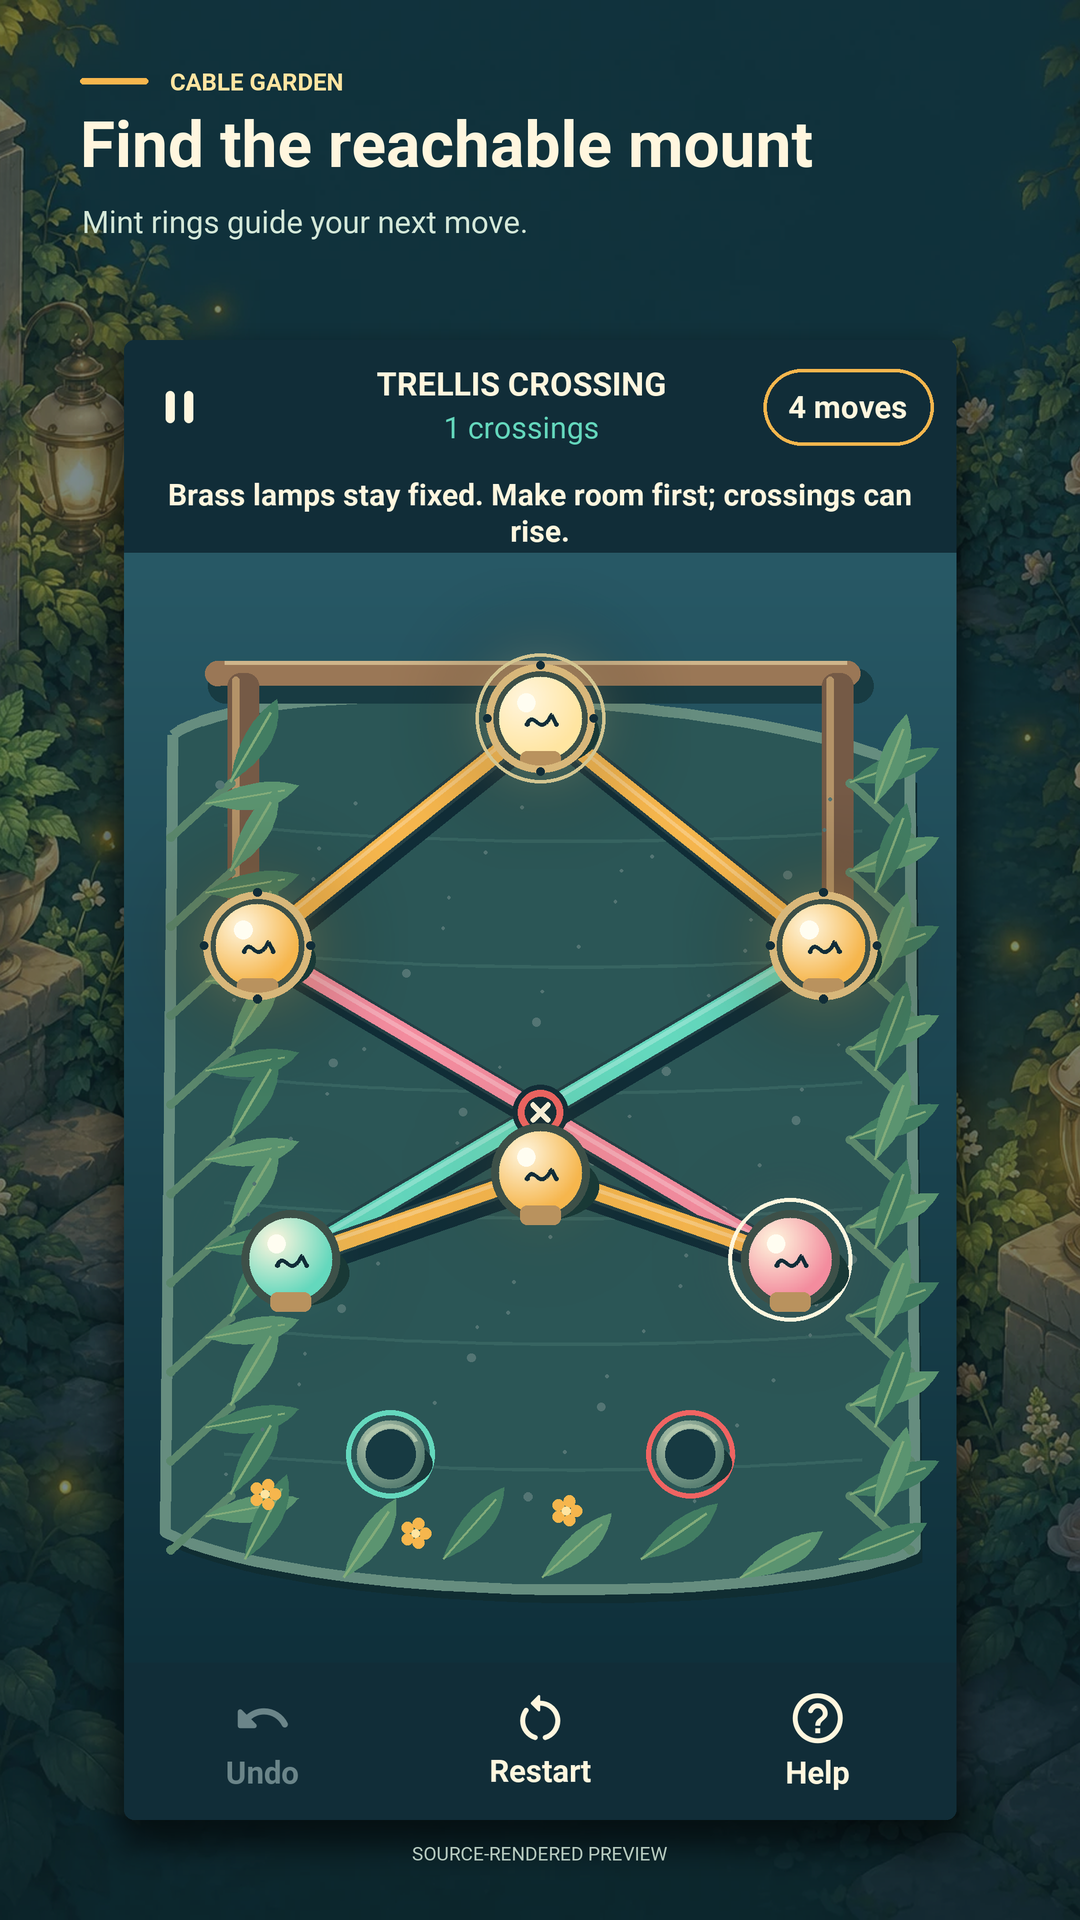 CABLE GARDEN
Find the reachable mount
Mint rings guide your next move.
TRELLIS CROSSING
1 crossings
4 moves
Brass lamps stay fixed. Make room first; crossings can
rise.
Undo
Restart
Help
SOURCE-RENDERED PREVIEW